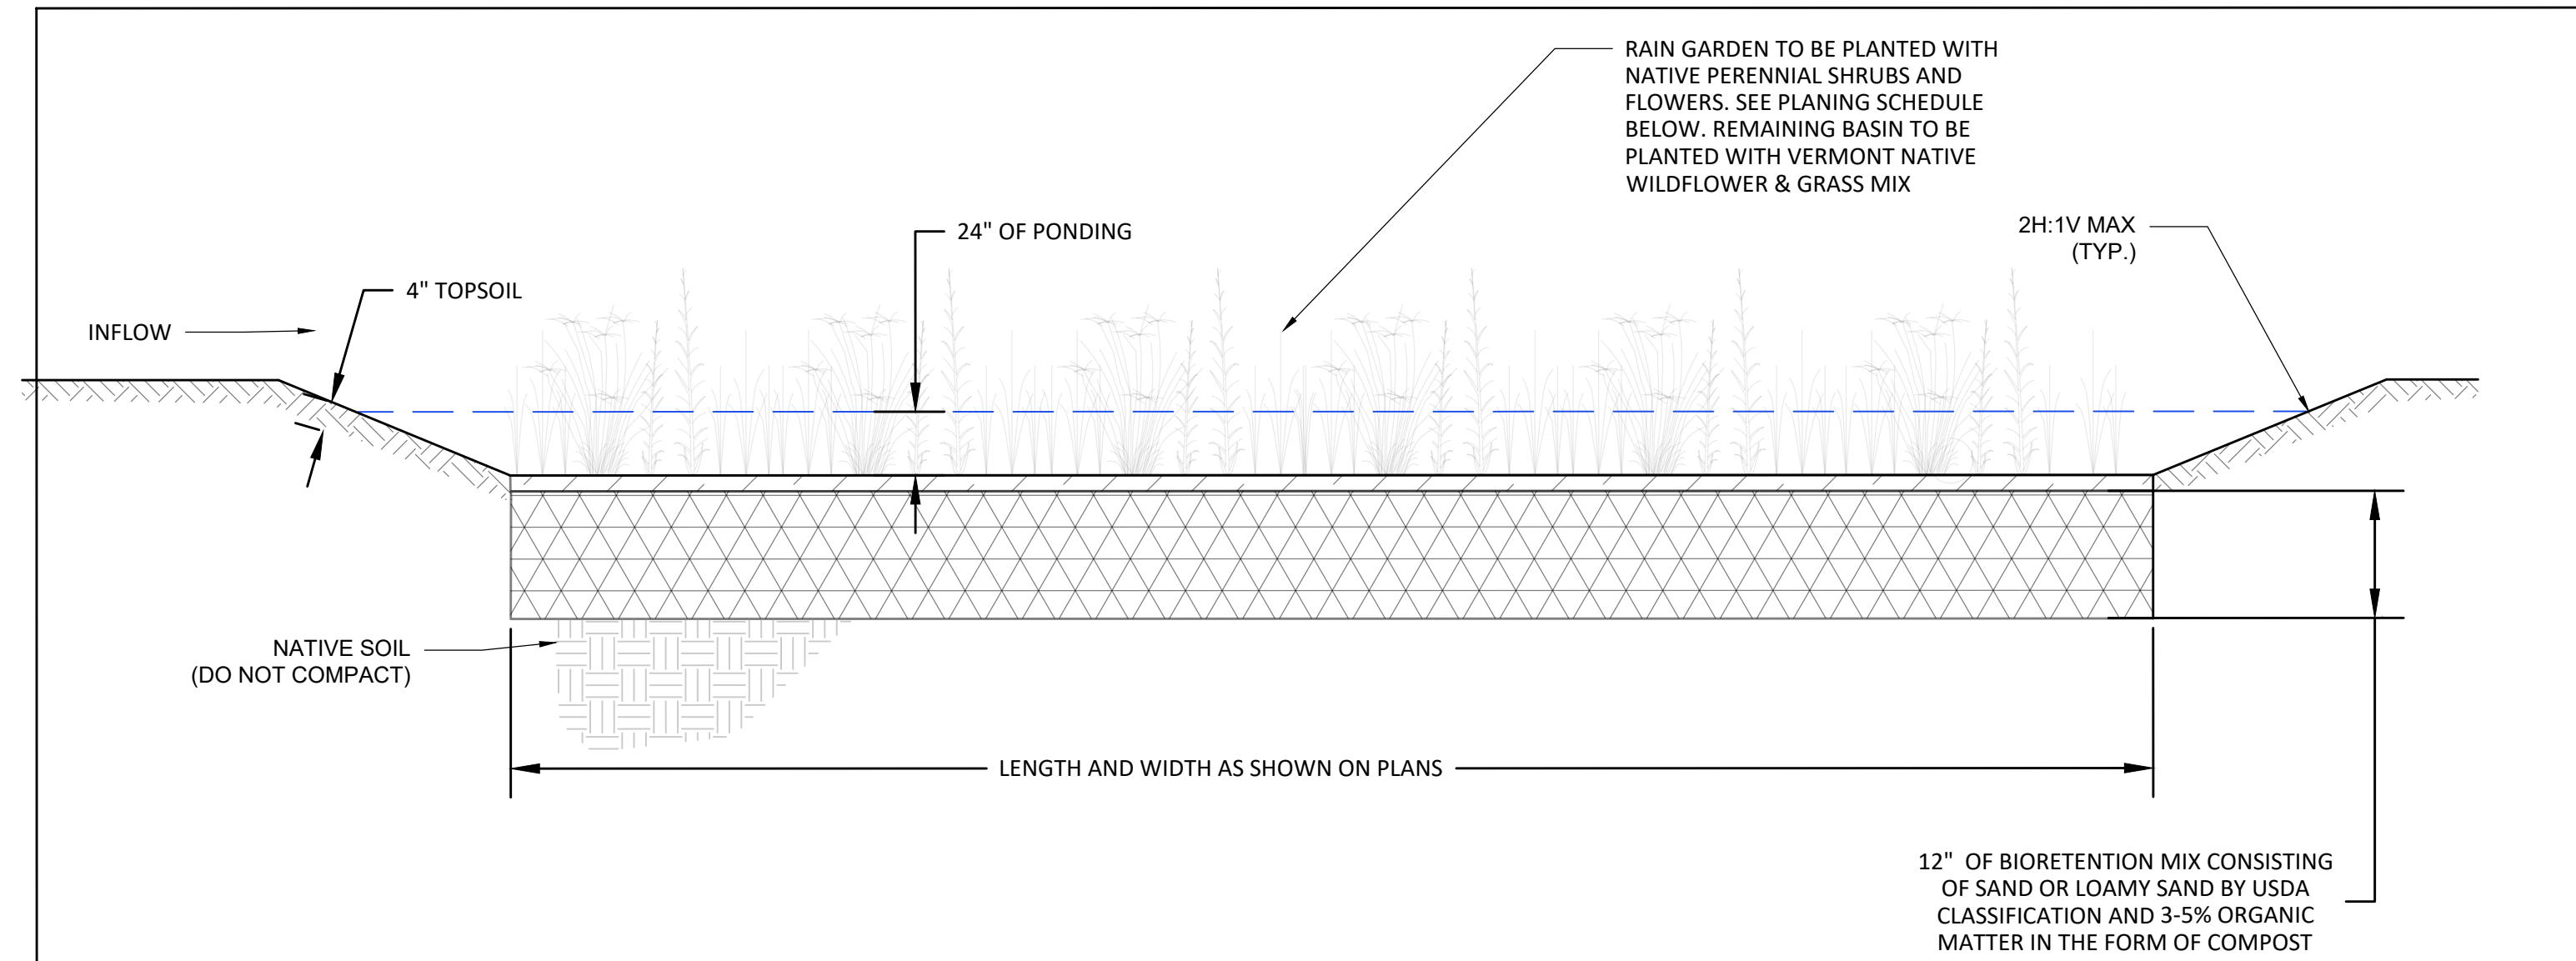 RAIN GARDEN TO BE PLANTED WITH
NATIVE PERENNIAL SHRUBS AND
FLOWERS. SEE PLANING SCHEDULE
BELOW. REMAINING BASIN TO BE
PLANTED WITH VERMONT NATIVE
WILDFLOWER & GRASS MIX
24" OF PONDING
2H:1V MAX
(TYP.)
4" TOPSOIL
INFLOW
NATIVE SOIL
(DO NOT COMPACT)
LENGTH AND WIDTH AS SHOWN ON PLANS
12" OF BIORETENTION MIX CONSISTING
OF SAND OR LOAMY SAND BY USDA
CLASSIFICATION AND 3-5% ORGANIC
MATTER IN THE FORM OF COMPOST